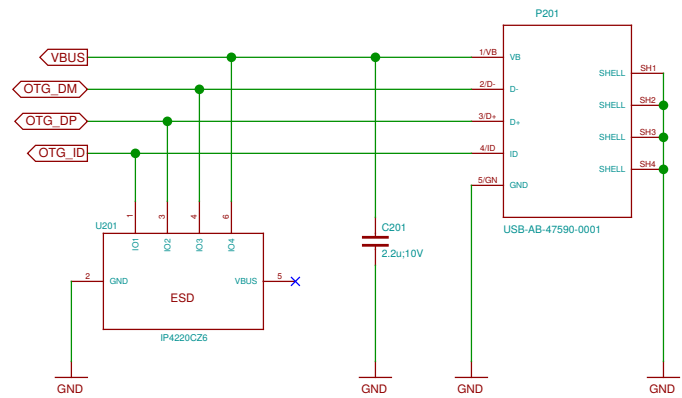 P201
VBUS
1/VB
VB
SHELL
SH1
OTG_DM
2/D-
D-
SHELL
SH2
OTG_DP
3/D+
D+
SHELL
SH3
OTG_ID
4/ID
ID
SHELL
SH4
5/GN
GND
U201
1
3
4
6
IO1
IO2
IO3
IO4
C201
2.2u;10V
USB-AB-47590-0001
2
GND
VBUS
5
ESD
IP4220CZ6
GND
GND
GND
GND